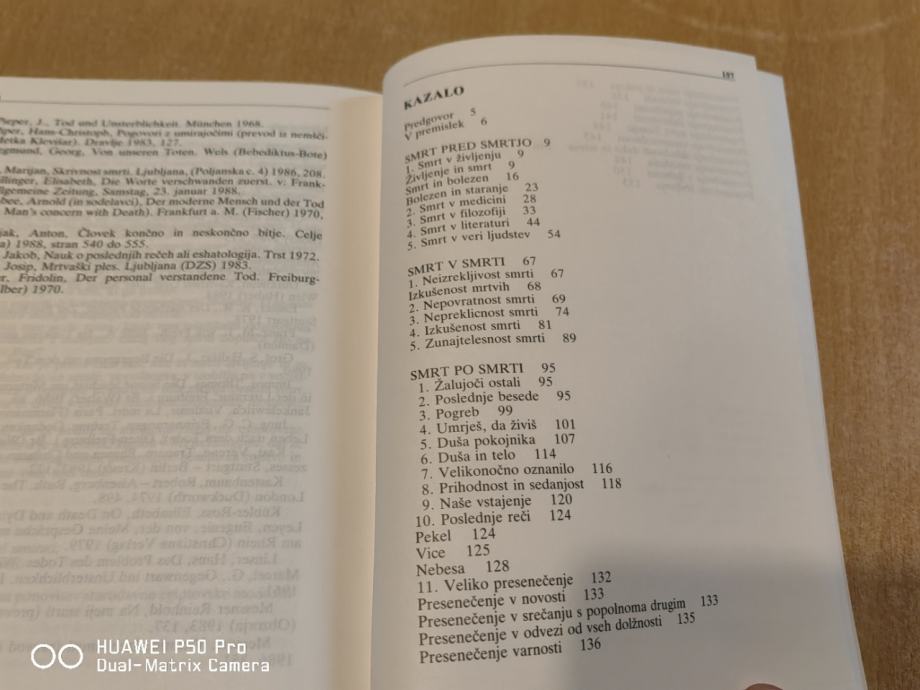 Pieper, J., Tod und Unsterblichkeit. München 1968.
Hans-Christoph, Pogovori z umirajočimi (prevod iz nemšči-
Metka Klevišar). Dravlje 1983, 127.
Georg, Von unseren Toten. Wels (Bebediktus-Bote)
Marijan, Skrivnost smrti. Ljubljana, (Poljanska c. 4) 1986, 208.
Elisabeth, Die Worte verschwanden zuerst. v: Frank-
Allgemeine Zeitung, Samstag, 23. januar 1988.
Arnold (in sodelavci), Der moderne Mensch und der Tod
Man's concern with Death). Frankfurt a. M. (Fischer) 1970,
Anton, Človek končno in neskončno bitje. Celje
1988, stran 540 do 555.
Jakob, Nauk o poslednjih rečeh ali eshatologija. Trst 1972.
Josip, Mrtvaški ples. Ljubljana (DZS) 1983.
Fridolin, Der personal verstandene Tod. Freiburg-
1970.
157
KAZALO
Predgovor 5
V premislek 6
SMRT PRED SMRTJO 9
1. Smrt v življenju 9
Življenje in smrt 9
Smrt in bolezen 16
Bolezen in staranje 23
2. Smrt v medicini 28
3. Smrt v filozofiji 33
4. Smrt v literaturi 44
5. Smrt v veri ljudstev 54
SMRT V SMRTI 67
1. Neizrekljivost smrti 67
Izkušenost mrtvih 68
2. Nepovratnost smrti 69
3. Nepreklicnost smrti 74
4. Izkušenost smrti 81
5. Zunajtelesnost smrti 89
SMRT PO SMRTI 95
1. Žalujoči ostali 95
2. Poslednje besede 95
3. Pogreb 99
4. Umrješ, da živiš 101
5. Duša pokojnika 107
6. Duša in telo 114
7. Velikonočno oznanilo 116
8. Prihodnost in sedanjost 118
9. Naše vstajenje 120
10. Poslednje reči 124
Pekel 124
Vice 125
Nebesa 128
11. Veliko presenečenje 132
Presenečenje v novosti 133
Presenečenje v srečanju s popolnoma drugim 133
Presenečenje v odvezi od vseh dolžnosti 135
Presenečenje varnosti 136
HUAWEI P50 Pro
Dual-Matrix Camera